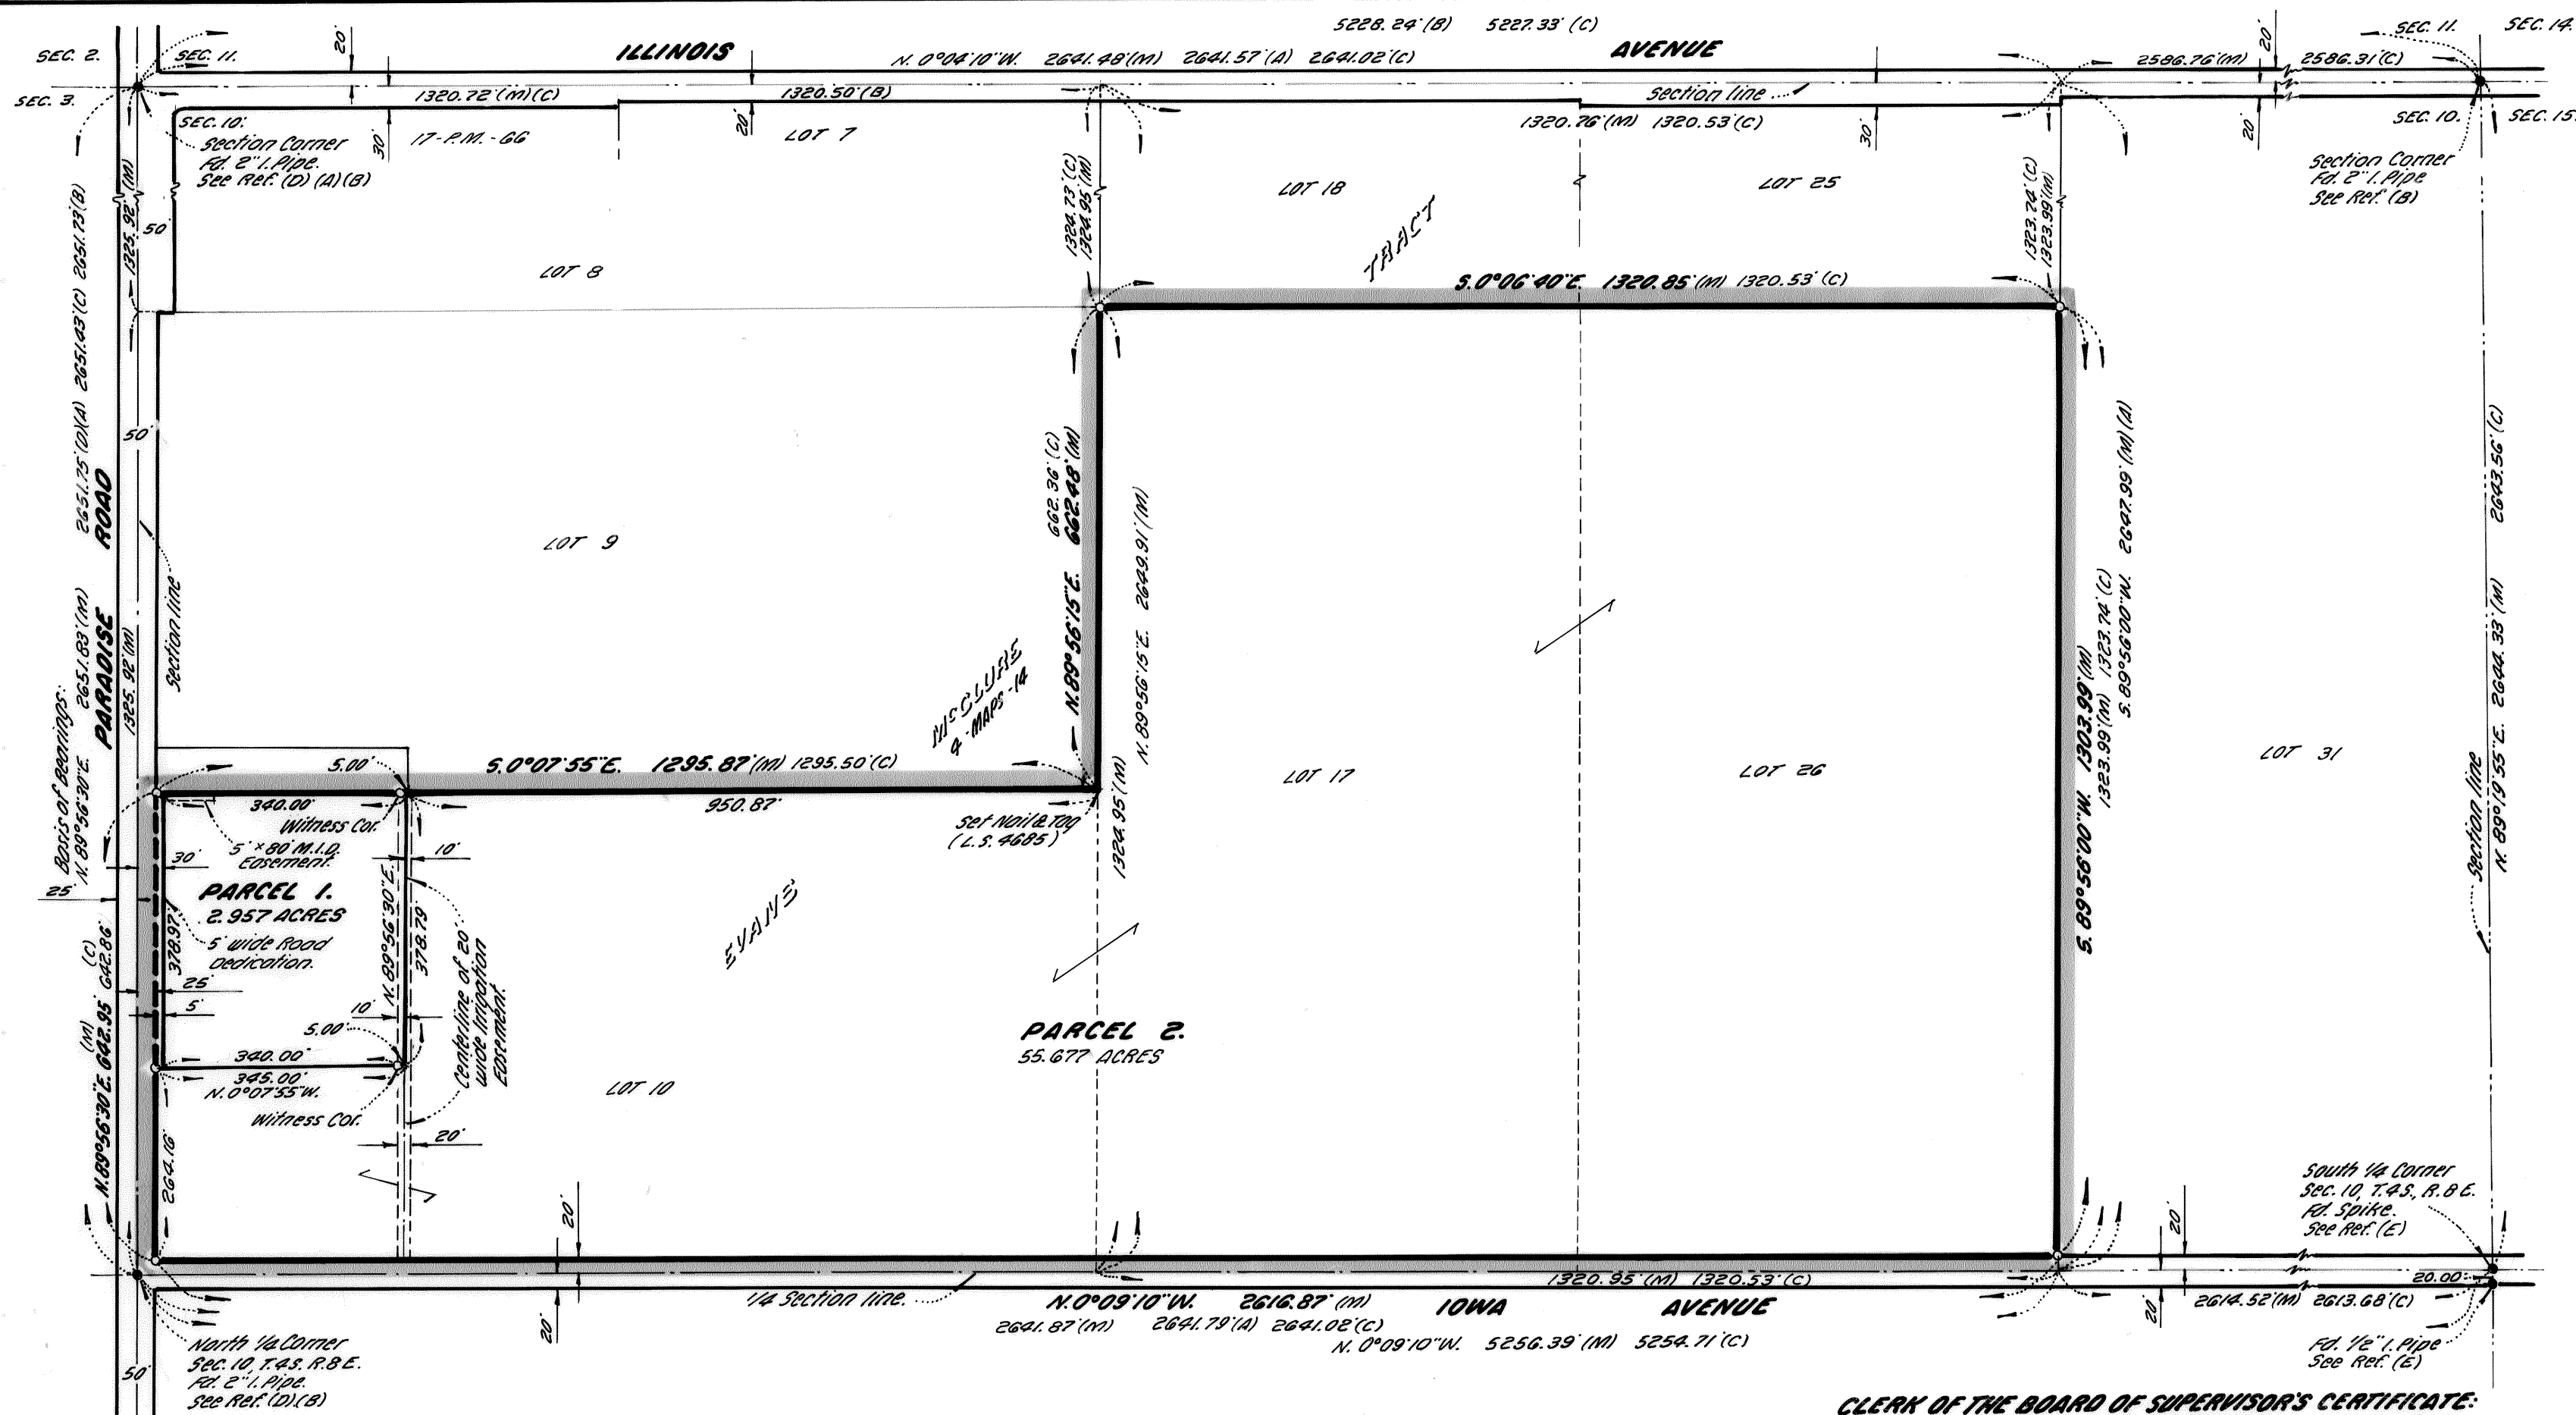 5228.24'(B) 5227.33'(C)
SEC. 2.
SEC. 11.
20'
ILLINOIS
N. 0°04'10"W. 2641.48'(M) 2641.57'(A) 2641.02'(C)
AVENUE
2586.76'(M) 2586.31'(C)
20'
SEC. 11.
SEC. 14.
SEC. 3.
SEC. 10.
1320.72'(M)(C)
1320.50'(B)
Section line
1320.76'(M) 1320.53'(C)
SEC. 10.
SEC. 15.
Section Corner
Fd. 2" I. Pipe.
See Ref. (D) (A)(B)
30'
17-P.M.-66
20'
LOT 7
30'
20'
Section Corner
Fd. 2" I. Pipe
See Ref. (B)
1325.92'(M)
50'
LOT 8
1324.73'(C)
1324.95'(M)
LOT 18
TRACT
LOT 25
1323.74'(C)
1323.99'(M)
S.0°06'40"E. 1320.85'(M) 1320.53'(C)
2651.75'(D)(A) 2651.43'(C) 2651.73'(B)
50'
PARADISE ROAD
Basis of Bearings:
N. 89°56'30"E. 2651.83'(M)
1325.92'(M)
Section line
LOT 9
662.36'(C)
N.89°56'15"E. 662.48'(M)
N.89°56'15"E. 2649.91'(M)
1324.95'(M)
McCLURE
4-MAPS-14
LOT 17
LOT 26
S. 89°56'00"W. 1303.99'(M)
1323.99'(M) 1323.74'(C)
S. 89°56'00"W. 2647.99'(M)(A)
LOT 31
Section line
N. 89°19'55"E. 2644.33'(M) 2643.56'(C)
5.00'
S.0°07'55"E. 1295.87'(M) 1295.50'(C)
340.00'
950.87'
Witness Cor.
Set Nail & Tag
(L.S. 4685)
5' × 80' M.I.D.
Easement.
30'
10'
25'
PARCEL 1.
2.957 ACRES
5' wide Road
Dedication.
378.97'
N.89°56'30"E.
378.79
Centerline of 20'
wide Irrigation
Easement.
EVANS
25'
5'
10'
5.00'
340.00'
345.00'
N.0°07'55"W.
Witness Cor.
N.89°56'30"E. 642.95' (M) 642.86' (C)
264.16'
20'
LOT 10
PARCEL 2.
55.677 ACRES
20'
South 1/4 Corner
Sec. 10, T.4S., R.8E.
Fd. Spike.
See Ref. (E)
20'
1320.95'(M) 1320.53'(C)
20.00'
1/4 Section line.
N.0°09'10"W. 2616.87'(M)
IOWA AVENUE
2614.52'(M) 2613.68'(C)
20'
20'
2641.87'(M) 2641.79'(A) 2641.02'(C)
N. 0°09'10"W. 5256.39'(M) 5254.71'(C)
North 1/4 Corner
Sec. 10, T.4S. R.8E.
Fd. 2" I. Pipe.
See Ref. (D).(B)
50'
Fd. 1/2" I. Pipe
See Ref. (E)
CLERK OF THE BOARD OF SUPERVISOR'S CERTIFICATE: